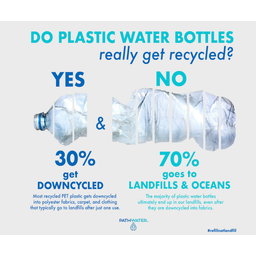 DO PLASTIC WATER BOTTLES
really get recycled?
YES
NO
&
30%
70%
get
DOWNCYCLED
goes to
LANDFILLS & OCEANS
Most recycled PET plastic gets downcycled
into polyester fabrics, carpet, and clothing
that typically go to landfills after just one use.
The majority of plastic water bottles
ultimately end up in our landfills, even after
they are downcycled into fabrics.
PATHWATER
#refillnotlandfill